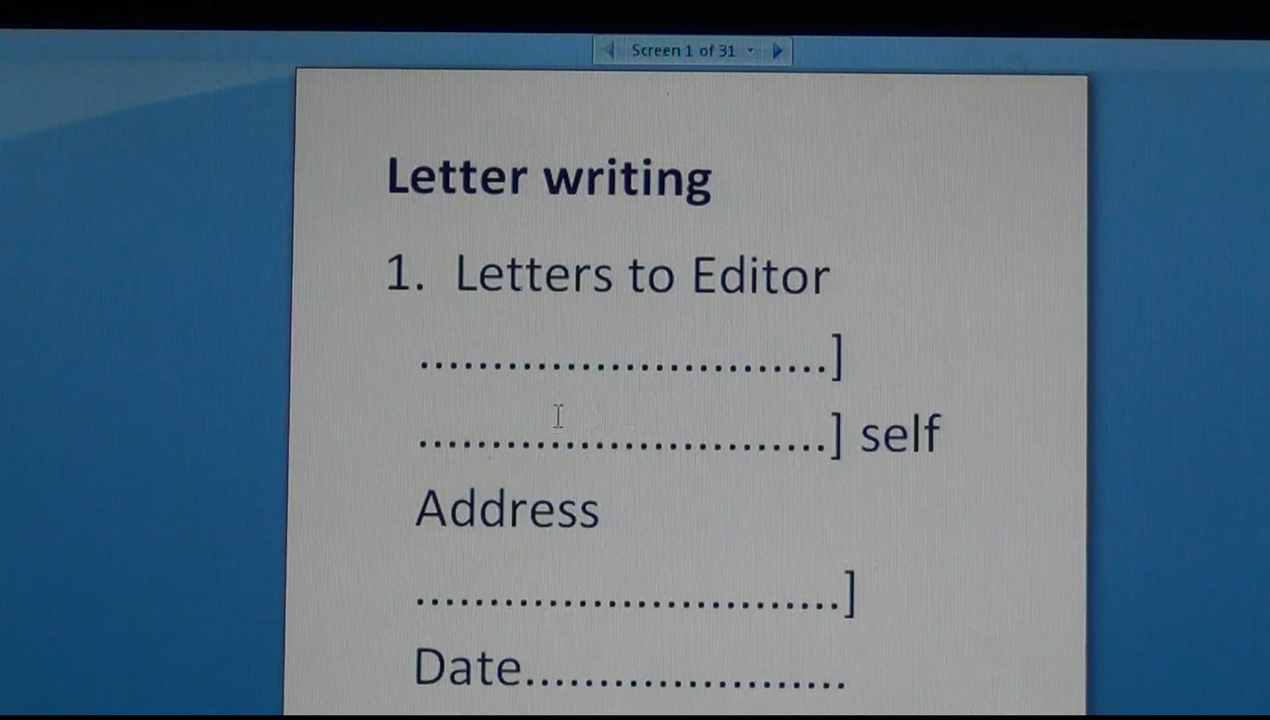 Screen 1 of 31
Letter writing
1. Letters to Editor
............................]
............................] self
Address
.............................]
Date......................